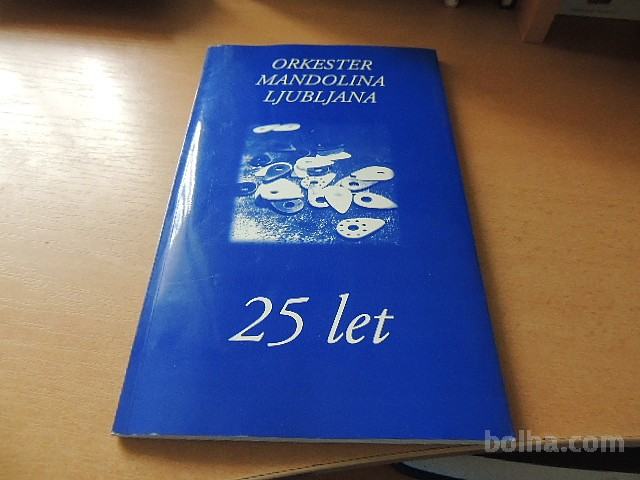 ORKESTER
MANDOLINA
LJUBLJANA
25 let
bolha.com